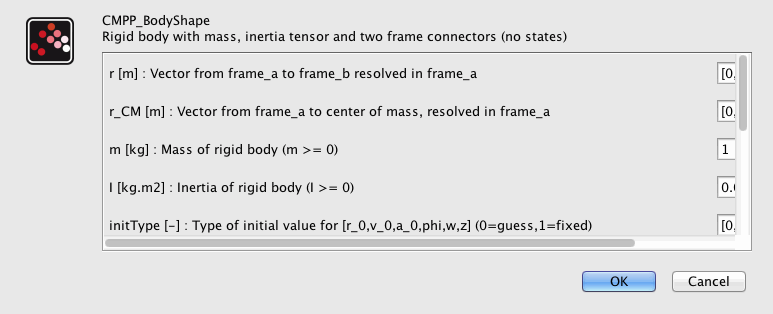 CMPP_BodyShape
Rigid body with mass, inertia tensor and two frame connectors (no states)
r [m] : Vector from frame_a to frame_b resolved in frame_a [0,
r_CM [m] : Vector from frame_a to center of mass, resolved in frame_a [0,
m [kg] : Mass of rigid body (m >= 0) 1
I [kg.m2] : Inertia of rigid body (I >= 0) 0.
initType [-] : Type of initial value for [r_0,v_0,a_0,phi,w,z] (0=guess,1=fixed) [0,
OK Cancel